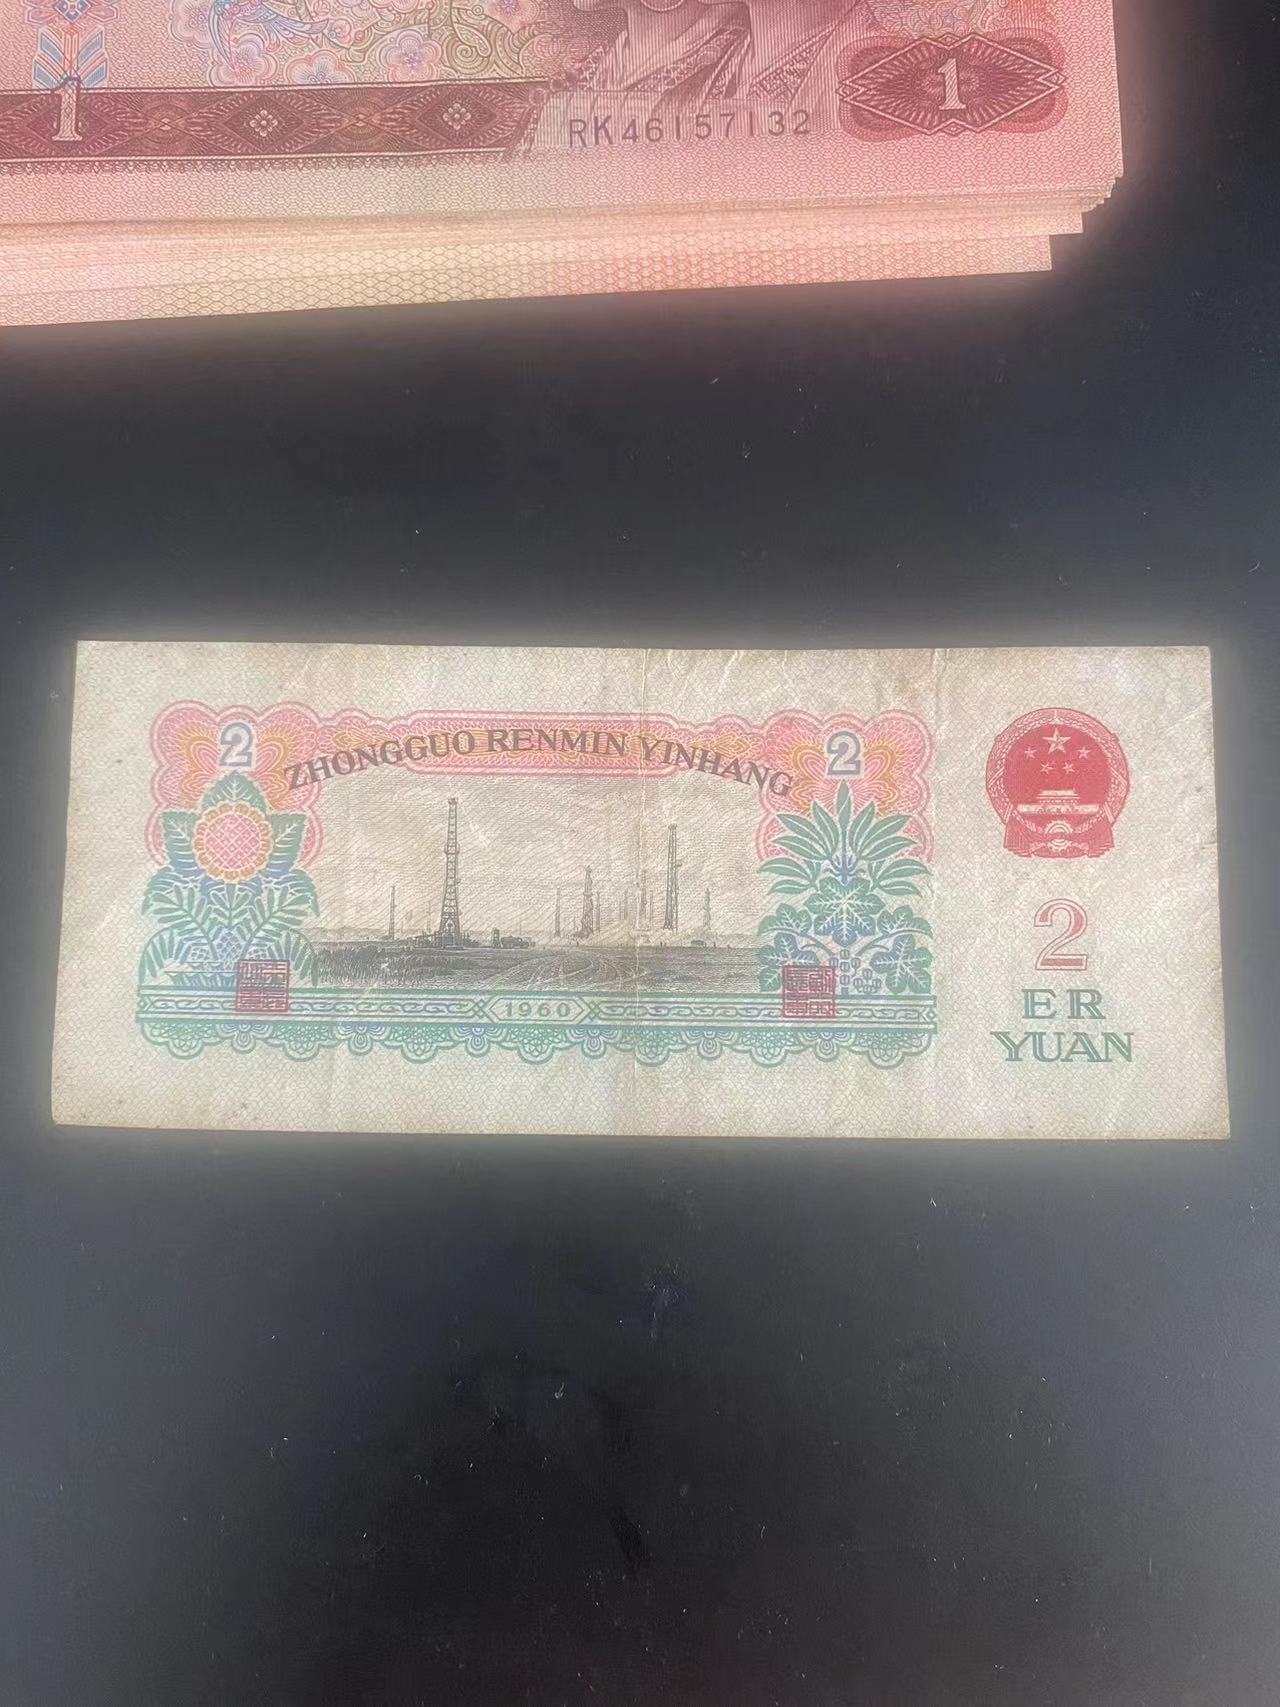 1
1
RK46157132
2
ZHONGGUO RENMIN YINHANG
2
1960
2
ER
YUAN